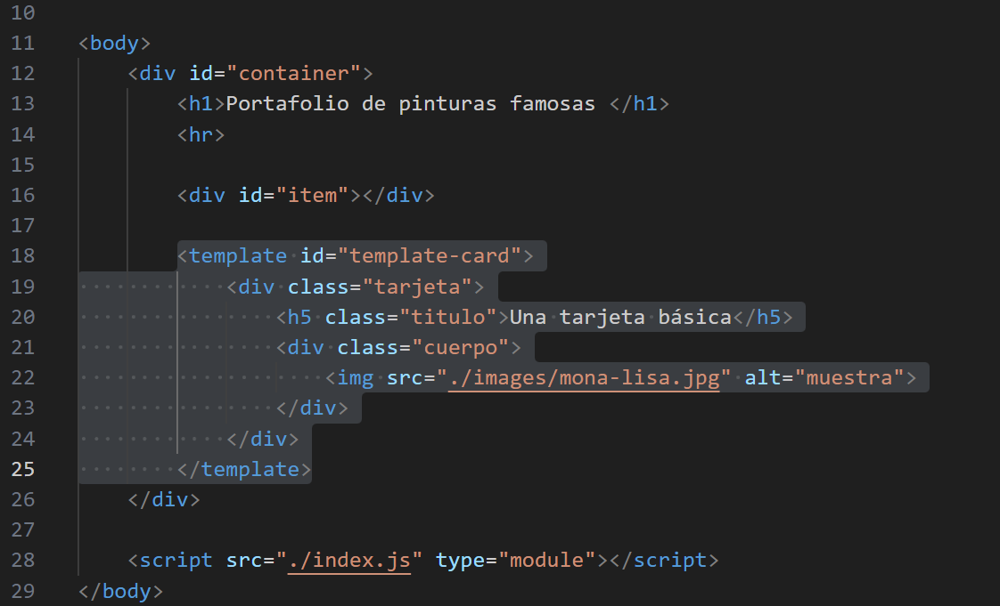 10
11 <body>
12 <div id="container">
13 <h1>Portafolio de pinturas famosas </h1>
14 <hr>
15
16 <div id="item"></div>
17
18 <template id="template-card">
19 <div class="tarjeta">
20 <h5 class="titulo">Una tarjeta básica</h5>
21 <div class="cuerpo">
22 <img src="./images/mona-lisa.jpg" alt="muestra">
23 </div>
24 </div>
25 </template>
26 </div>
27
28 <script src="./index.js" type="module"></script>
29 </body>